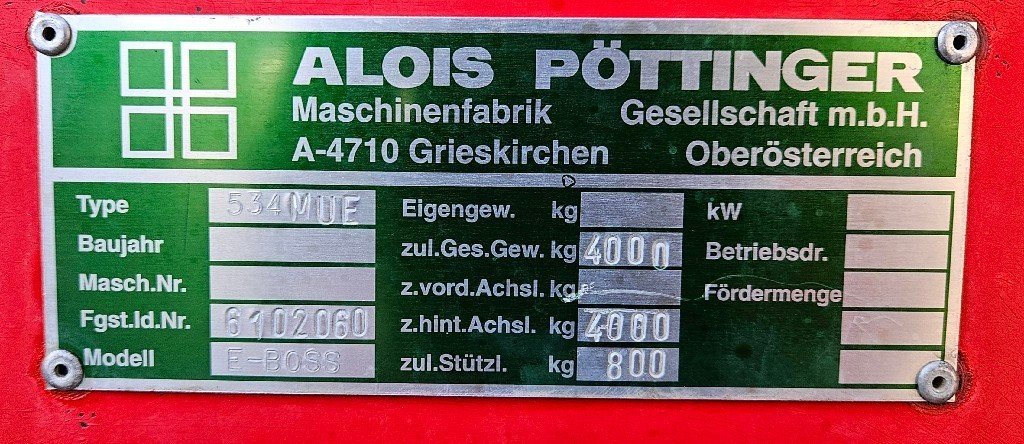 ALOIS PÖTTINGER
Maschinenfabrik Gesellschaft m.b.H.
A-4710 Grieskirchen Oberösterreich
Type 534MUE Eigengew. kg kW
Baujahr zul.Ges.Gew. kg 4000 Betriebsdr.
Masch.Nr. z.vord.Achsl. kg Fördermenge
Fgst.Id.Nr. 6102060 z.hint.Achsl. kg 4000
Modell E-BOSS zul.Stützl. kg 800